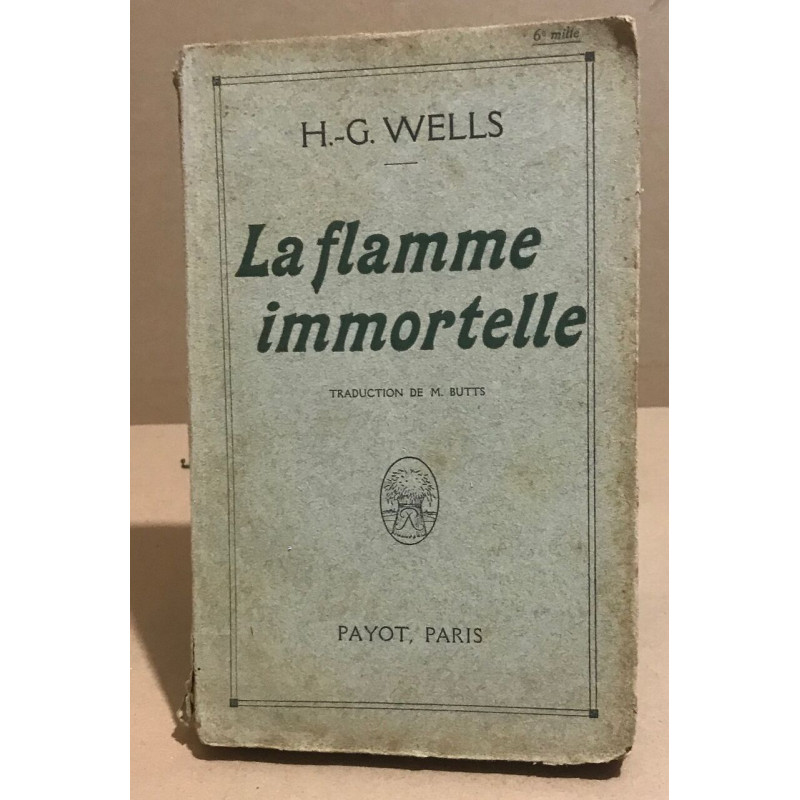 6e mille
H.-G. WELLS
La flamme
immortelle
TRADUCTION DE M. BUTTS
PAYOT, PARIS